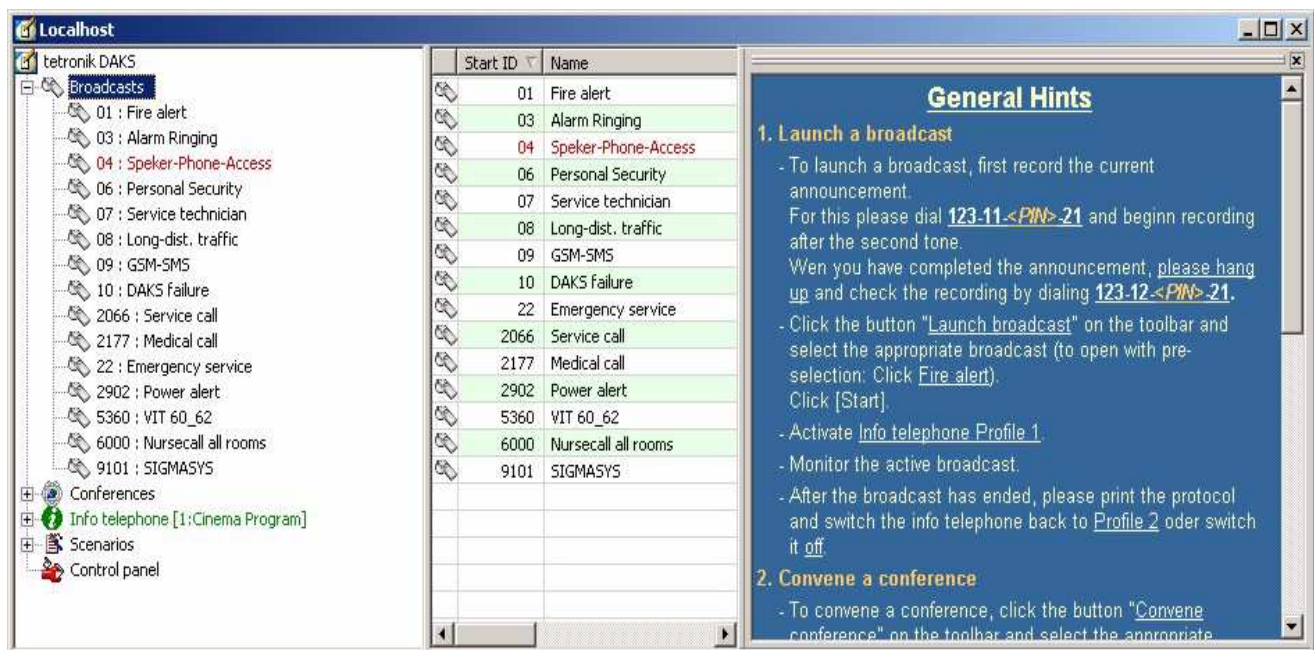 Localhost
tetronik DAKS
Broadcasts
01 : Fire alert
03 : Alarm Ringing
04 : Speker-Phone-Access
06 : Personal Security
07 : Service technician
08 : Long-dist. traffic
09 : GSM-SMS
10 : DAKS failure
2066 : Service call
2177 : Medical call
22 : Emergency service
2902 : Power alert
5360 : VIT 60_62
6000 : Nursecall all rooms
9101 : SIGMASYS
Conferences
Info telephone [1:Cinema Program]
Scenarios
Control panel
Start ID Name
01 Fire alert
03 Alarm Ringing
04 Speker-Phone-Access
06 Personal Security
07 Service technician
08 Long-dist. traffic
09 GSM-SMS
10 DAKS failure
22 Emergency service
2066 Service call
2177 Medical call
2902 Power alert
5360 VIT 60_62
6000 Nursecall all rooms
9101 SIGMASYS
General Hints
1. Launch a broadcast
- To launch a broadcast, first record the current
announcement.
For this please dial 123-11-<PIN>-21 and beginn recording
after the second tone.
Wen you have completed the announcement, please hang
up and check the recording by dialing 123-12-<PIN>-21.
- Click the button "Launch broadcast" on the toolbar and
select the appropriate broadcast (to open with pre-
selection: Click Fire alert).
Click [Start].
- Activate Info telephone Profile 1.
- Monitor the active broadcast.
- After the broadcast has ended, please print the protocol
and switch the info telephone back to Profile 2 oder switch
it off.
2. Convene a conference
- To convene a conference, click the button "Convene
conference" on the toolbar and select the appropriate